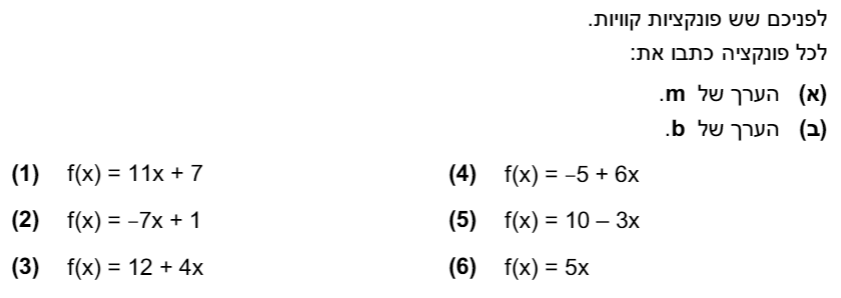 לפניכם שש פונקציות קוויות.
לכל פונקציה כתבו את:
(א) הערך של m.
(ב) הערך של b.
(1) f(x) = 11x + 7
(4) f(x) = –5 + 6x
(2) f(x) = –7x + 1
(5) f(x) = 10 – 3x
(3) f(x) = 12 + 4x
(6) f(x) = 5x